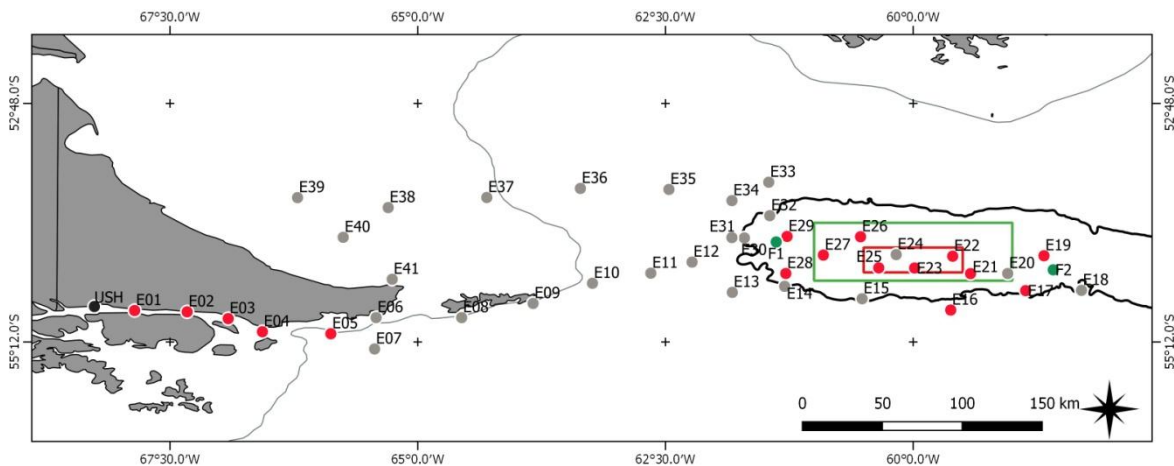 67°30.0'W 65°0.0'W 62°30.0'W 60°0.0'W
52°48.0'S 52°48.0'S
E33
E39 E36 E35
E38 E37 E34
E32
E40 E31 E29 E26
E30 F1 E27 E24 E22 E19
E41 E12 E28 E25 E23 E21 E20 F2
E10 E11 E13 E14 E18
USH E01 E02 E09 E15 E17
E03 E06 E08 E16
E04 E05
E07
55°12.0'S 55°12.0'S
0 50 100 150 km
67°30.0'W 65°0.0'W 62°30.0'W 60°0.0'W